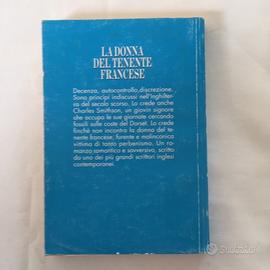 LA DONNA
DEL TENENTE
FRANCESE
Decenza, autocontrollo, discrezione.
Sono principi indiscussi nell'Inghilter-
ra del secolo scorso. Lo crede anche
Charles Smithson, un giovin signore
che occupa le sue giornate cercando
fossili sulle coste del Dorset. Lo crede
finché non incontra la donna del te-
nente francese, furente e malinconica
vittima di tanto perbenismo. Un ro-
manzo romantico e sovversivo, scritto
da uno dei più grandi scrittori inglesi
contemporanei.
subito